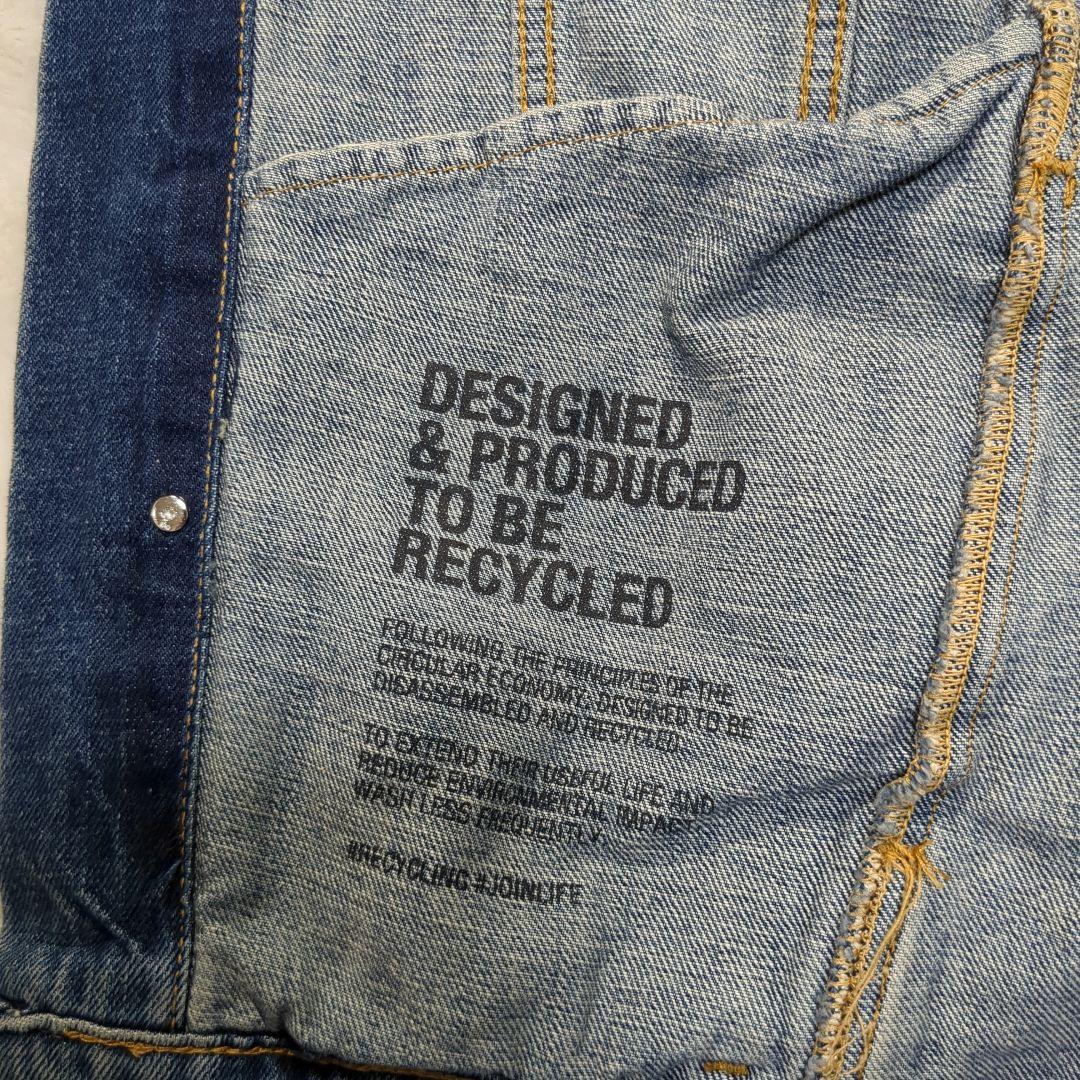 DESIGNED
& PRODUCED
TO BE
RECYCLED
FOLLOWING THE PRINCIPLES OF THE
CIRCULAR ECONOMY: DESIGNED TO BE
DISASSEMBLED AND RECYCLED.
TO EXTEND THEIR USEFUL LIFE AND
REDUCE ENVIRONMENTAL IMPACT,
WASH LESS FREQUENTLY.
#RECYCLING #JOINLIFE